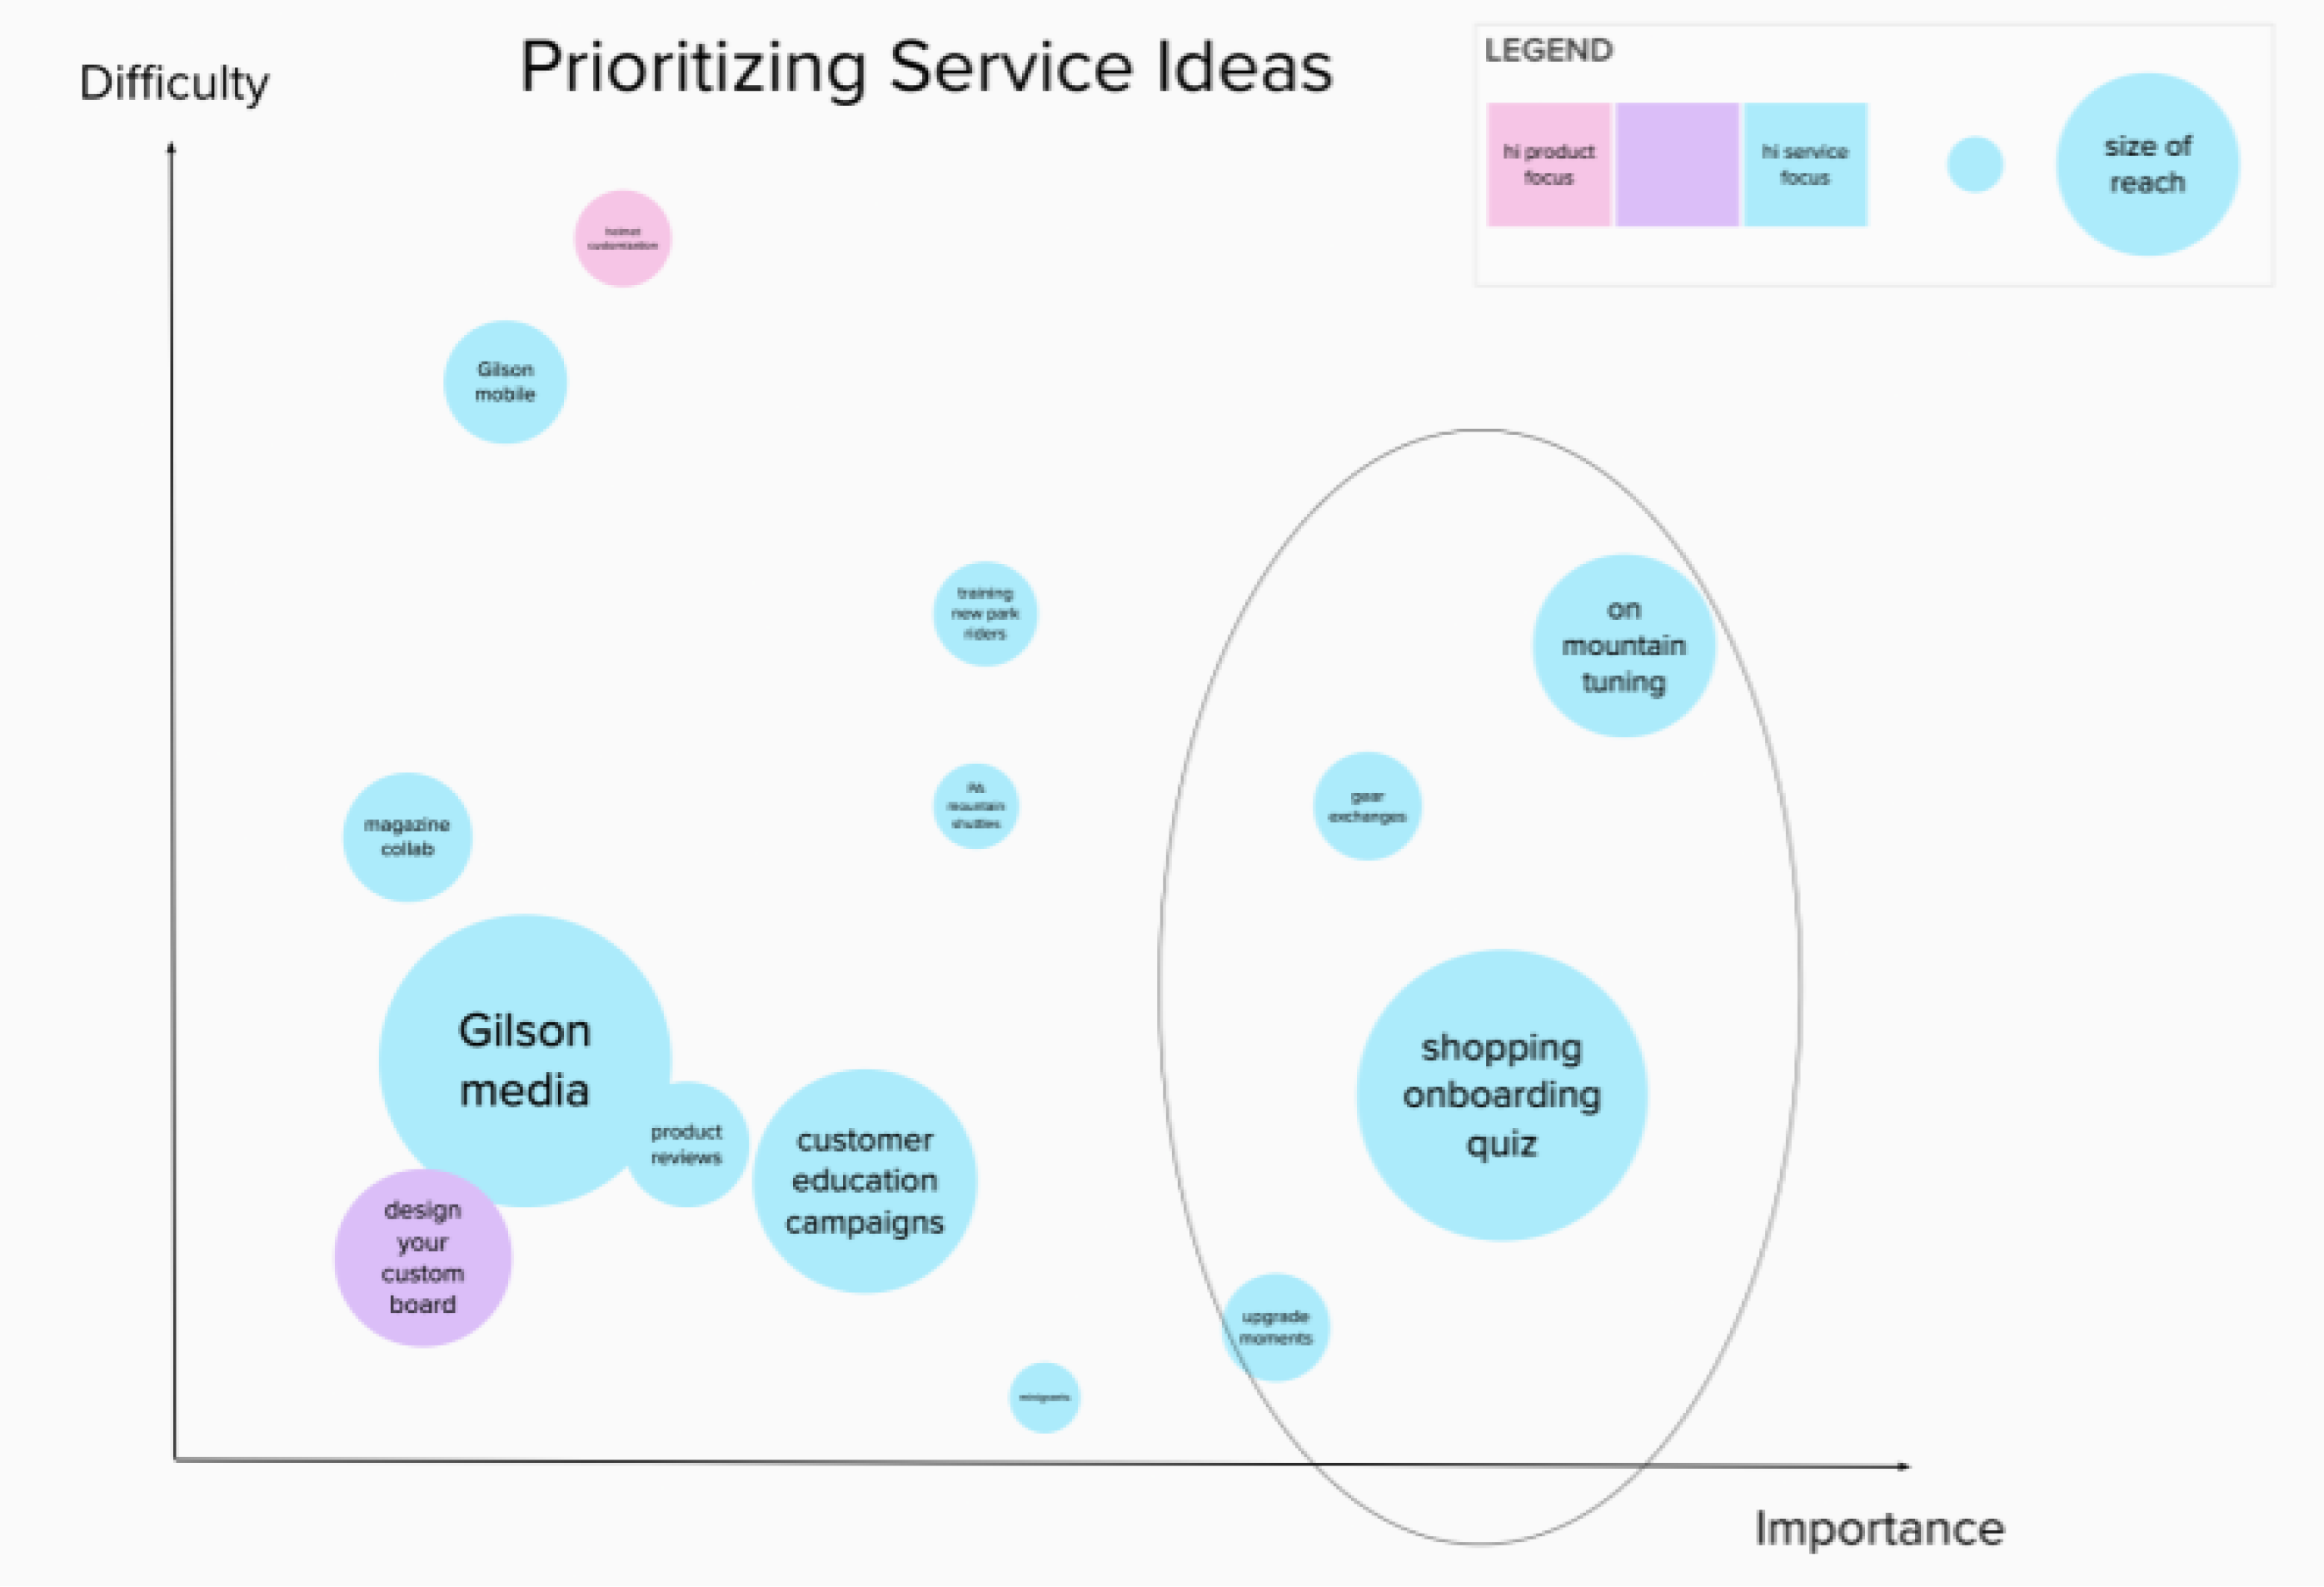 Prioritizing Service Ideas
Difficulty
LEGEND
hi product
focus
hi service
focus
size of
reach
helmet
customization
Gilson
mobile
training
new park
riders
on
mountain
tuning
PA
mountain
shuttles
gear
exchanges
magazine
collab
Gilson
media
product
reviews
customer
education
campaigns
shopping
onboarding
quiz
design
your
custom
board
upgrade
moments
Importance